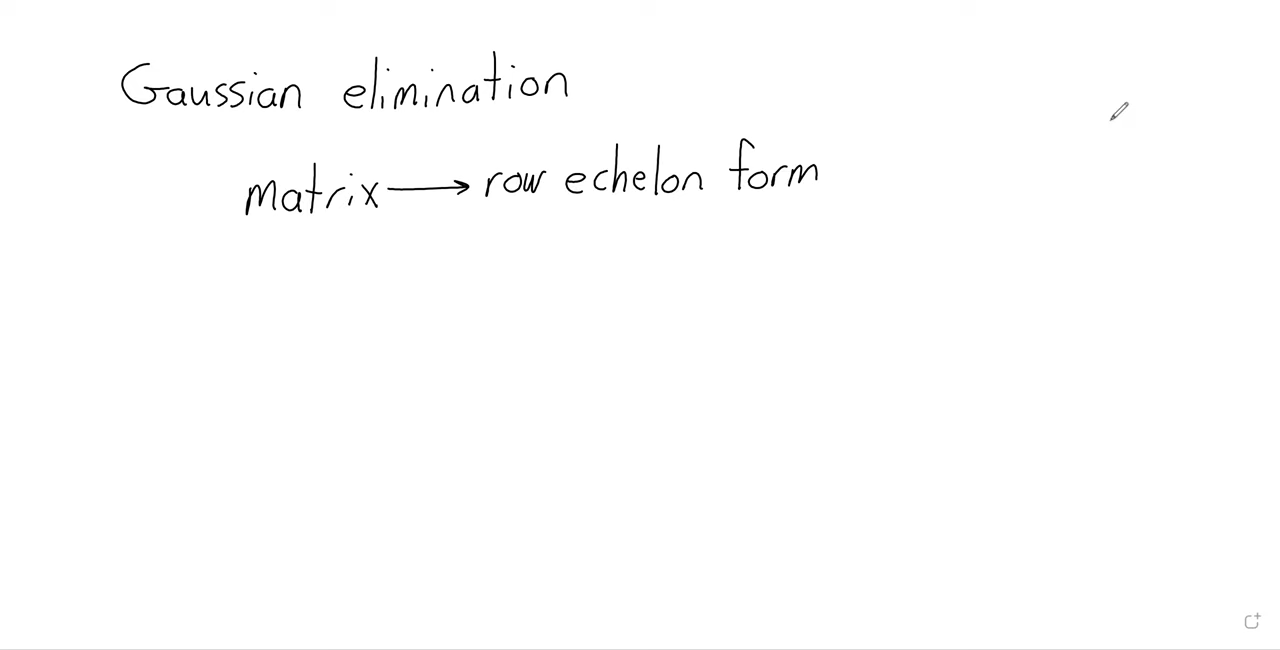 Gaussian elimination
matrix → row echelon form